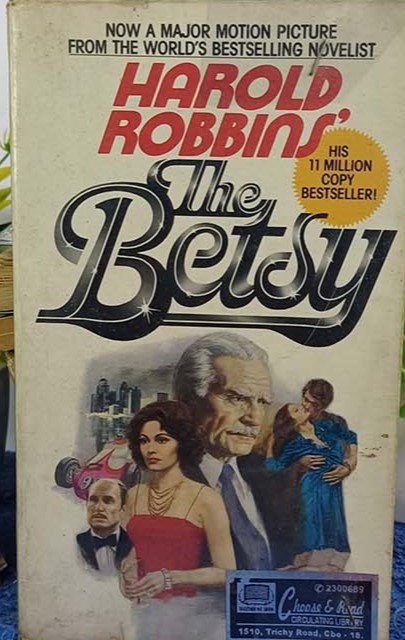 NOW A MAJOR MOTION PICTURE
FROM THE WORLD'S BESTSELLING NOVELIST
HAROLD
ROBBINS'
HIS
11 MILLION
COPY
BESTSELLER!
The
Betsy
✆ 2300689
Choose & Read
CIRCULATING LIBRARY
1519, Trichy Road, Cbe - 18.